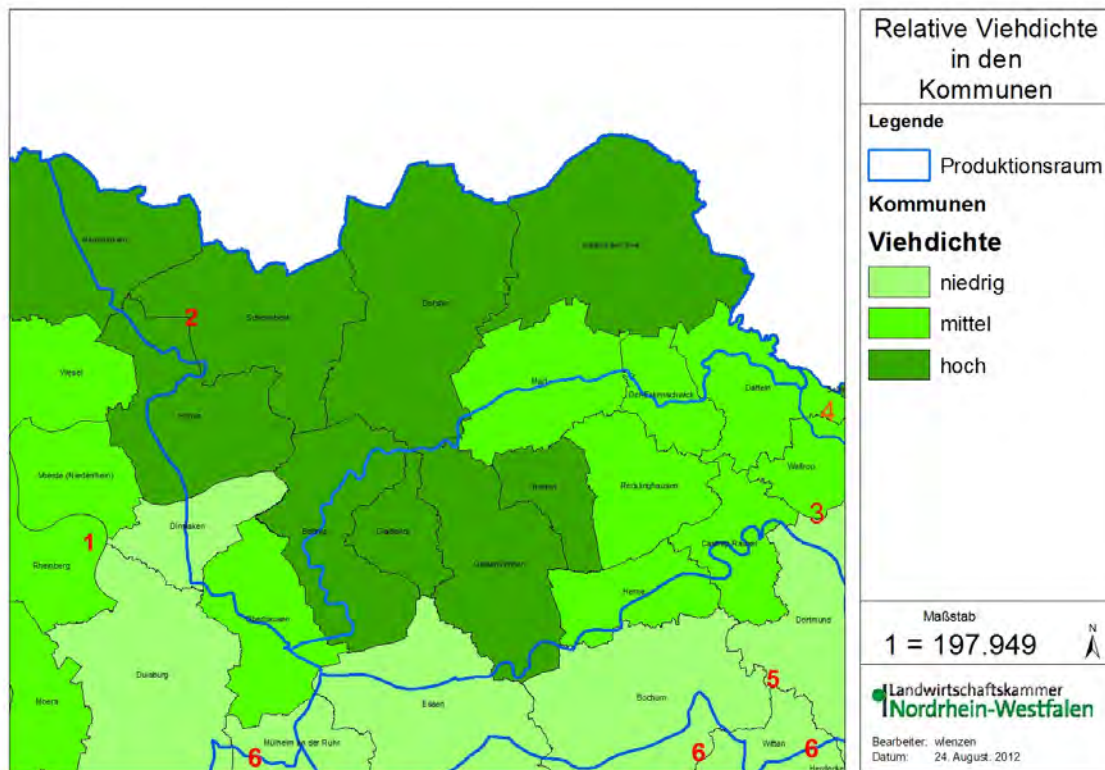 Relative Viehdichte
in den
Kommunen
Legende
Produktionsraum
Kommunen
Viehdichte
niedrig
mittel
hoch
Maßstab
1 = 197.949
N
Landwirtschaftskammer
Nordrhein-Westfalen
Bearbeiter: wlenzen
Datum: 24. August. 2012
2
Schermbeck
Dorsten
Wesel
Marl
Datteln
4
Hünxe
Voerde (Niederrhein)
Recklinghausen
Waltrop
3
Dinslaken
Bottrop
Gladbeck
Herten
1
Castrop-Rauxel
Rheinberg
Gelsenkirchen
Herne
Oberhausen
Dortmund
Duisburg
5
Moers
Essen
Bochum
Mülheim an der Ruhr
Witten
6
6
6